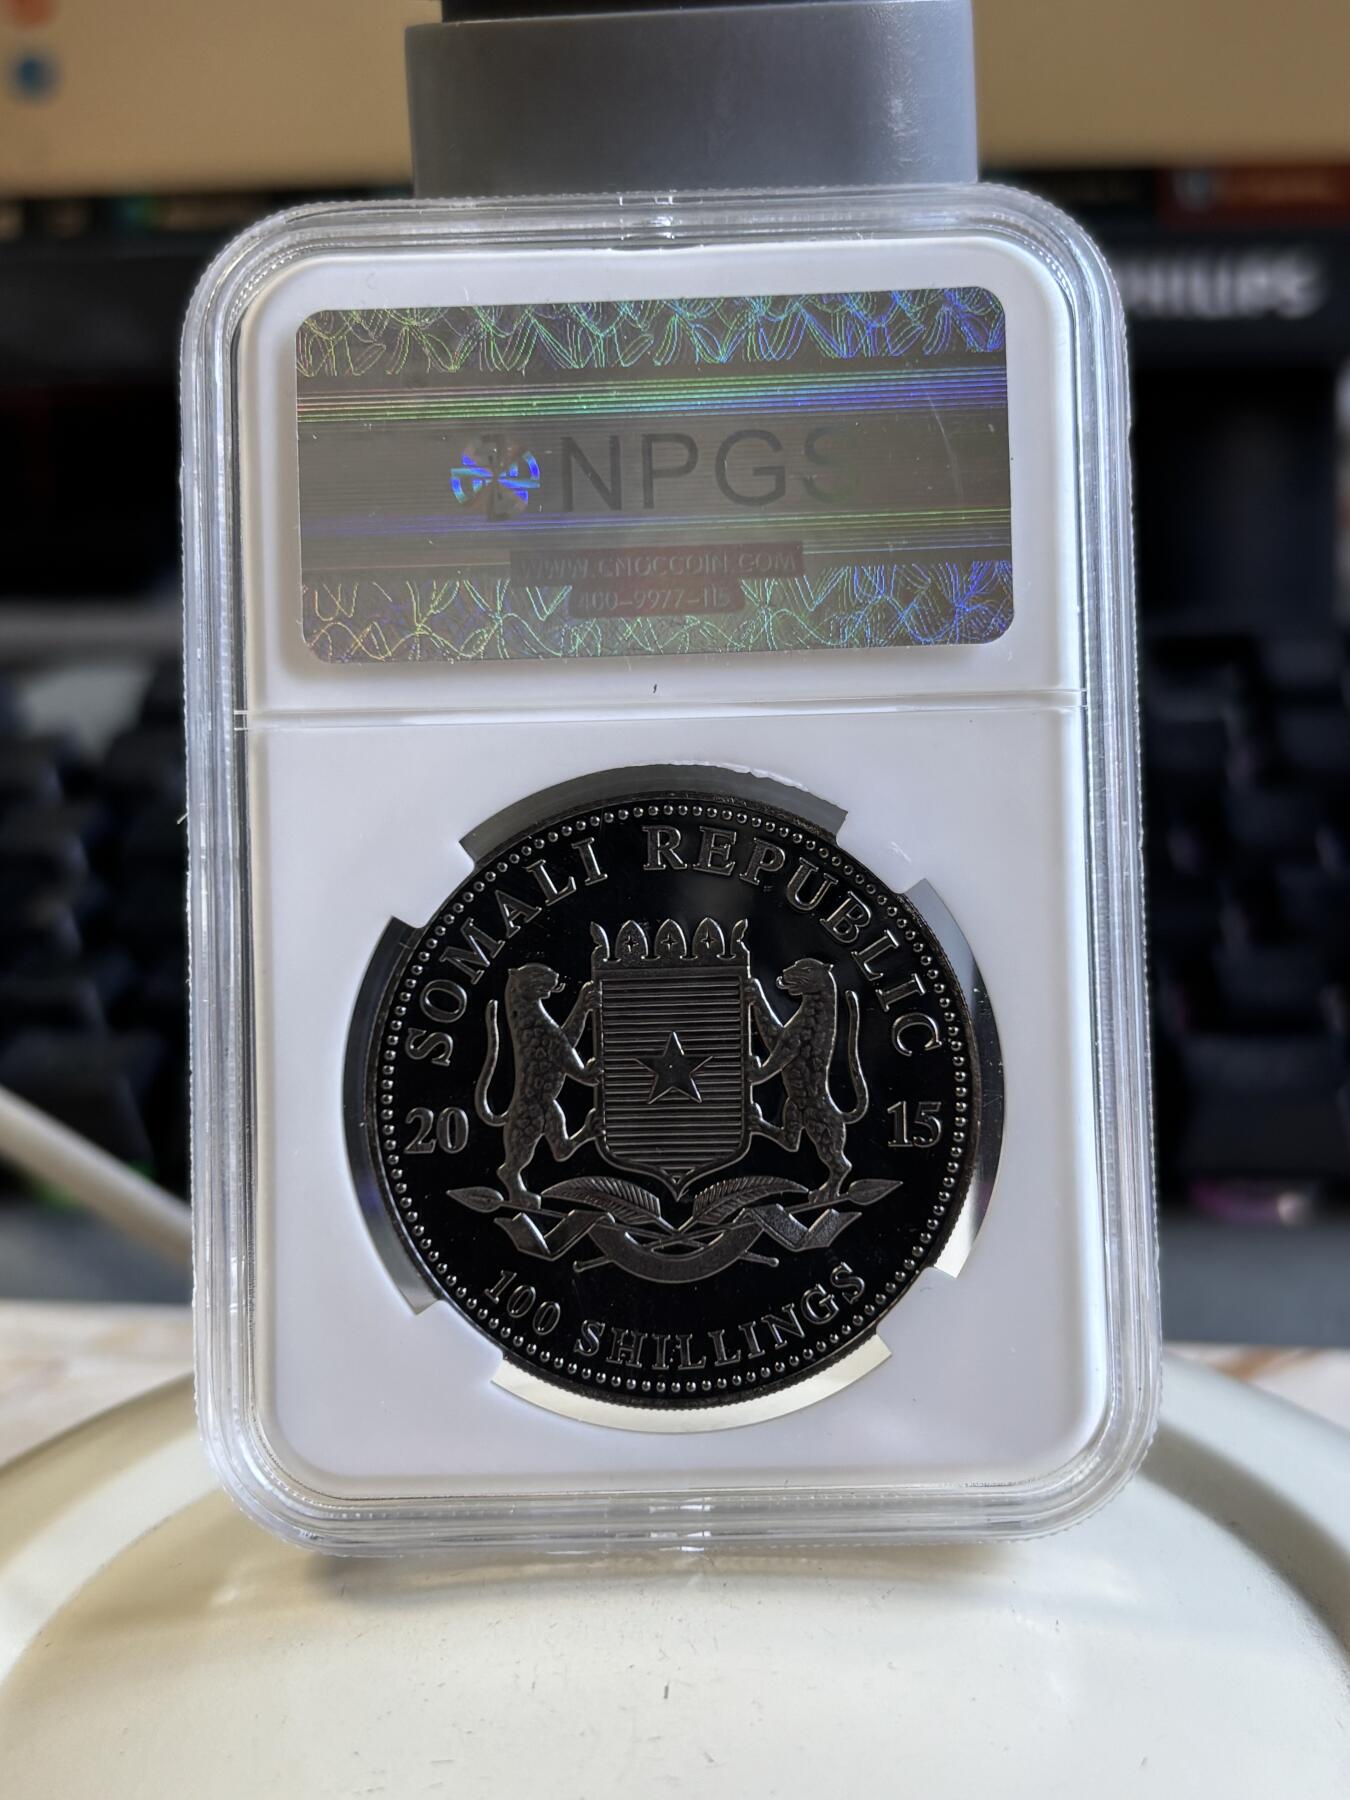 PHILIPS
NPGS
WWW.CNGCCOIN.COM
400-9977-115
SOMALI REPUBLIC
20 15
100 SHILLINGS